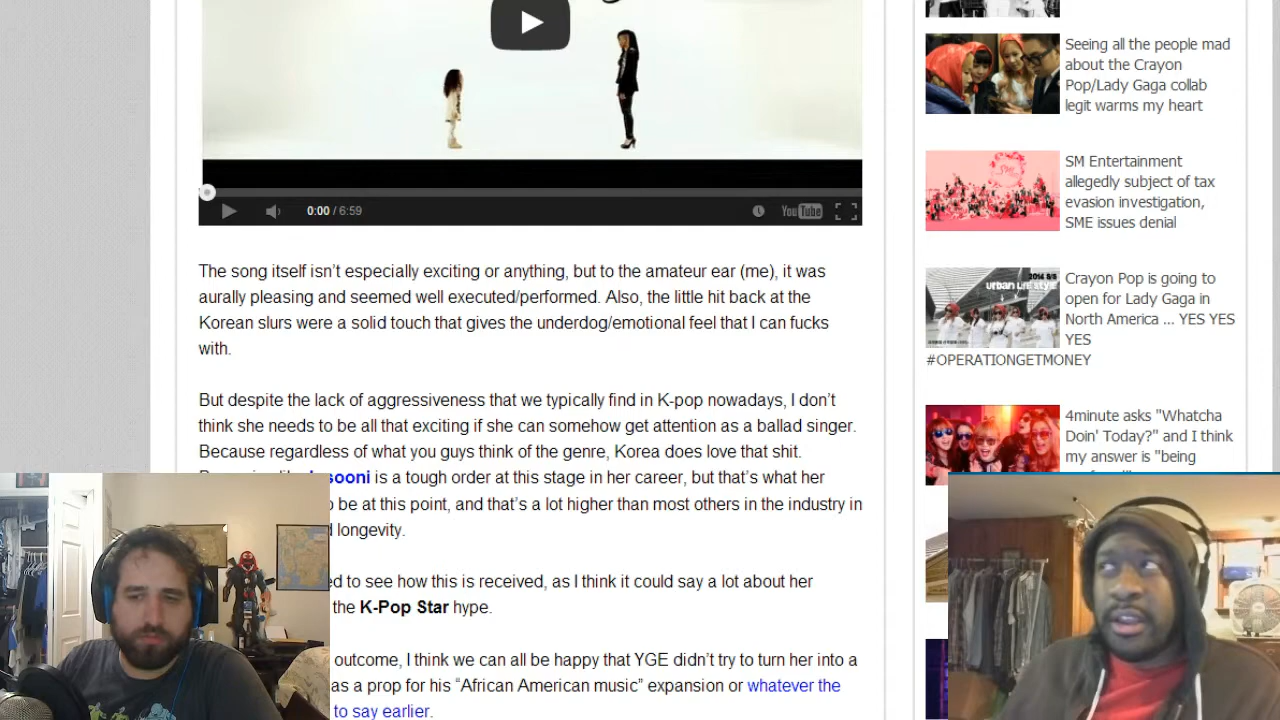 0:00 / 6:59
YouTube
The song itself isn't especially exciting or anything, but to the amateur ear (me), it was
aurally pleasing and seemed well executed/performed. Also, the little hit back at the
Korean slurs were a solid touch that gives the underdog/emotional feel that I can fucks
with.
But despite the lack of aggressiveness that we typically find in K-pop nowadays, I don't
think she needs to be all that exciting if she can somehow get attention as a ballad singer.
Because regardless of what you guys think of the genre, Korea does love that shit.
sooni is a tough order at this stage in her career, but that's what her
be at this point, and that's a lot higher than most others in the industry in
longevity.
ed to see how this is received, as I think it could say a lot about her
the K-Pop Star hype.
outcome, I think we can all be happy that YGE didn't try to turn her into a
as a prop for his “African American music” expansion or whatever the
to say earlier.
Seeing all the people mad
about the Crayon
Pop/Lady Gaga collab
legit warms my heart
SM Entertainment
allegedly subject of tax
evasion investigation,
SME issues denial
2014 8/5
urban lifestyle
Crayon Pop is going to
open for Lady Gaga in
North America ... YES YES
YES
#OPERATIONGETMONEY
4minute asks "Whatcha
Doin' Today?" and I think
my answer is "being